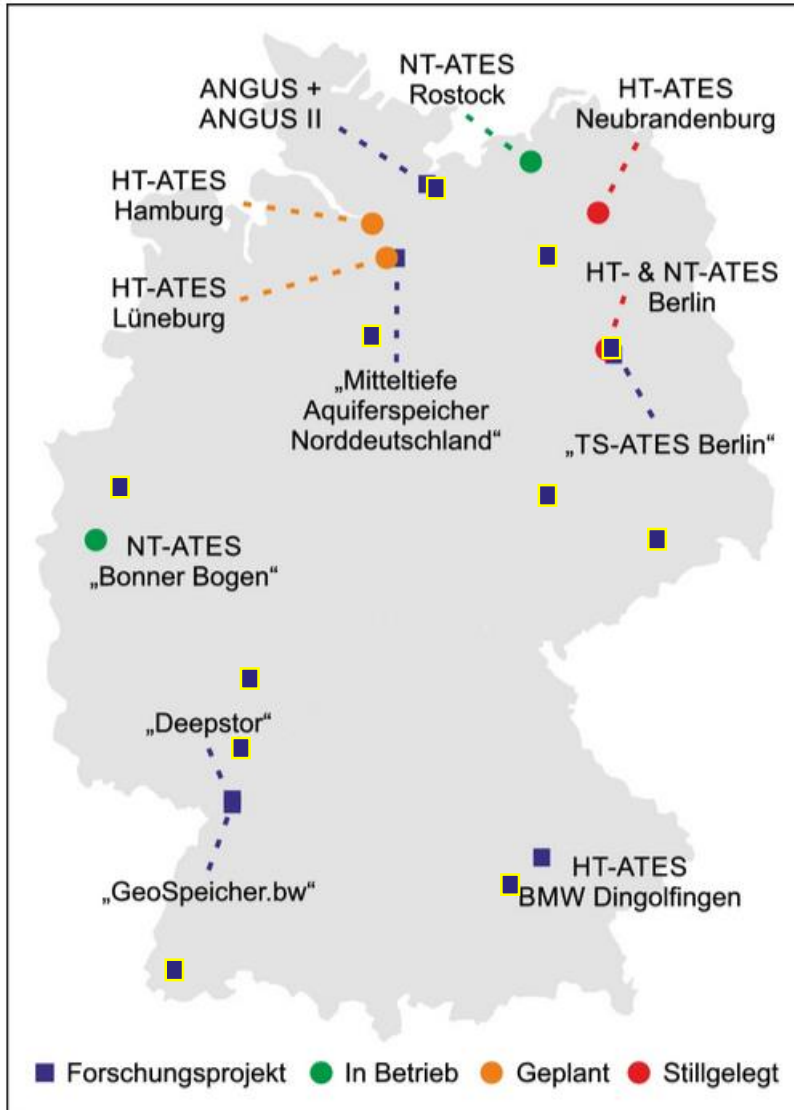 NT-ATES
Rostock
ANGUS +
ANGUS II
HT-ATES
Neubrandenburg
HT-ATES
Hamburg
HT- & NT-ATES
Berlin
HT-ATES
Lüneburg
„Mitteltiefe
Aquiferspeicher
Norddeutschland“
„TS-ATES Berlin“
NT-ATES
„Bonner Bogen“
„Deepstor“
„GeoSpeicher.bw“
HT-ATES
BMW Dingolfingen
Forschungsprojekt In Betrieb Geplant Stillgelegt